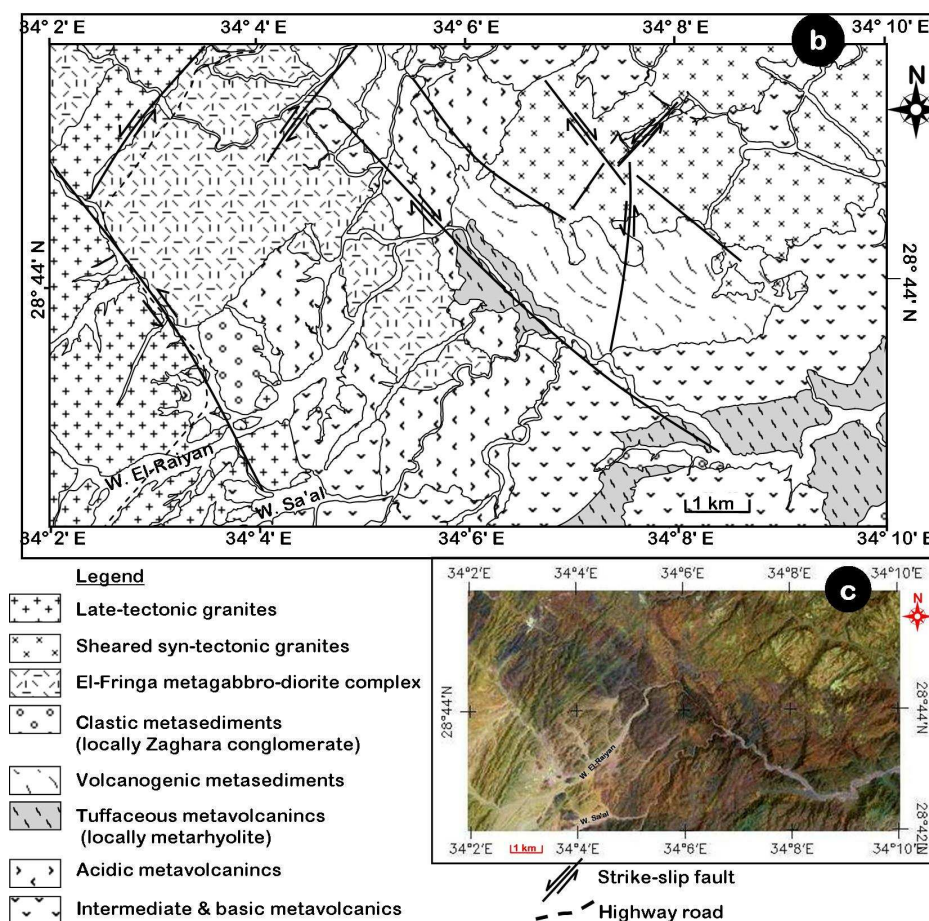 34° 2' E
34° 4' E
34° 6' E
34° 8' E
34° 10' E
b
N
28° 44' N
28° 44' N
W. El-Raiyan
W. Sa'al
1 km
34° 2' E
34° 4' E
34° 6' E
34° 8' E
34° 10' E
Legend
Late-tectonic granites
Sheared syn-tectonic granites
El-Fringa metagabbro-diorite complex
Clastic metasediments
(locally Zaghara conglomerate)
Volcanogenic metasediments
Tuffaceous metavolcanincs
(locally metarhyolite)
Acidic metavolcanincs
Intermediate & basic metavolcanics
34°2'E
34°4'E
34°6'E
34°8'E
34°10'E
c
N
28°44'N
28°44'N
W. El-Raiyan
W. Sa'al
28°42'N
34°2'E
1 km
34°4'E
34°6'E
34°8'E
34°10'E
Strike-slip fault
Highway road